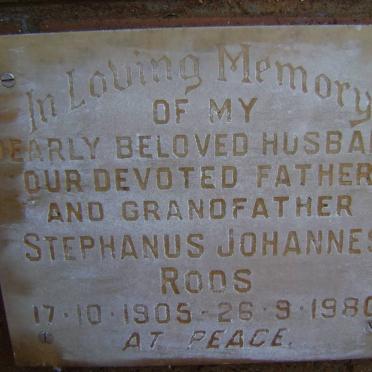 In Loving Memory
OF MY
DEARLY BELOVED HUSBAN
OUR DEVOTED FATHER
AND GRANDFATHER
STEPHANUS JOHANNES
ROOS
17·10·1905-26·9·1980
AT PEACE.